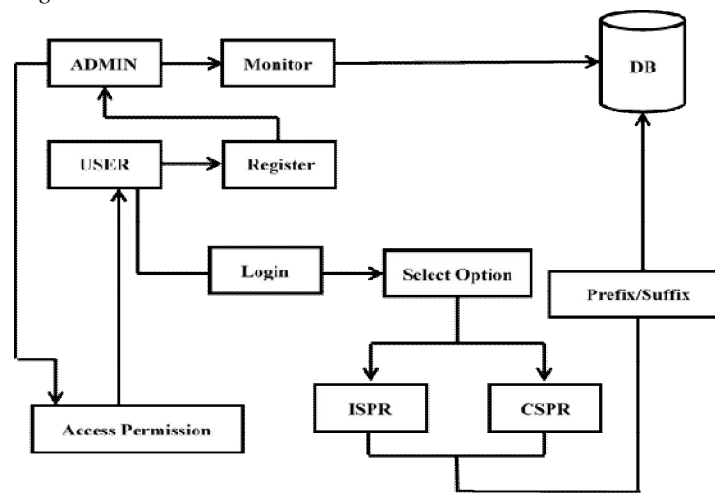 ADMIN
Monitor
DB
USER
Register
Login
Select Option
Prefix/Suffix
ISPR
CSPR
Access Permission